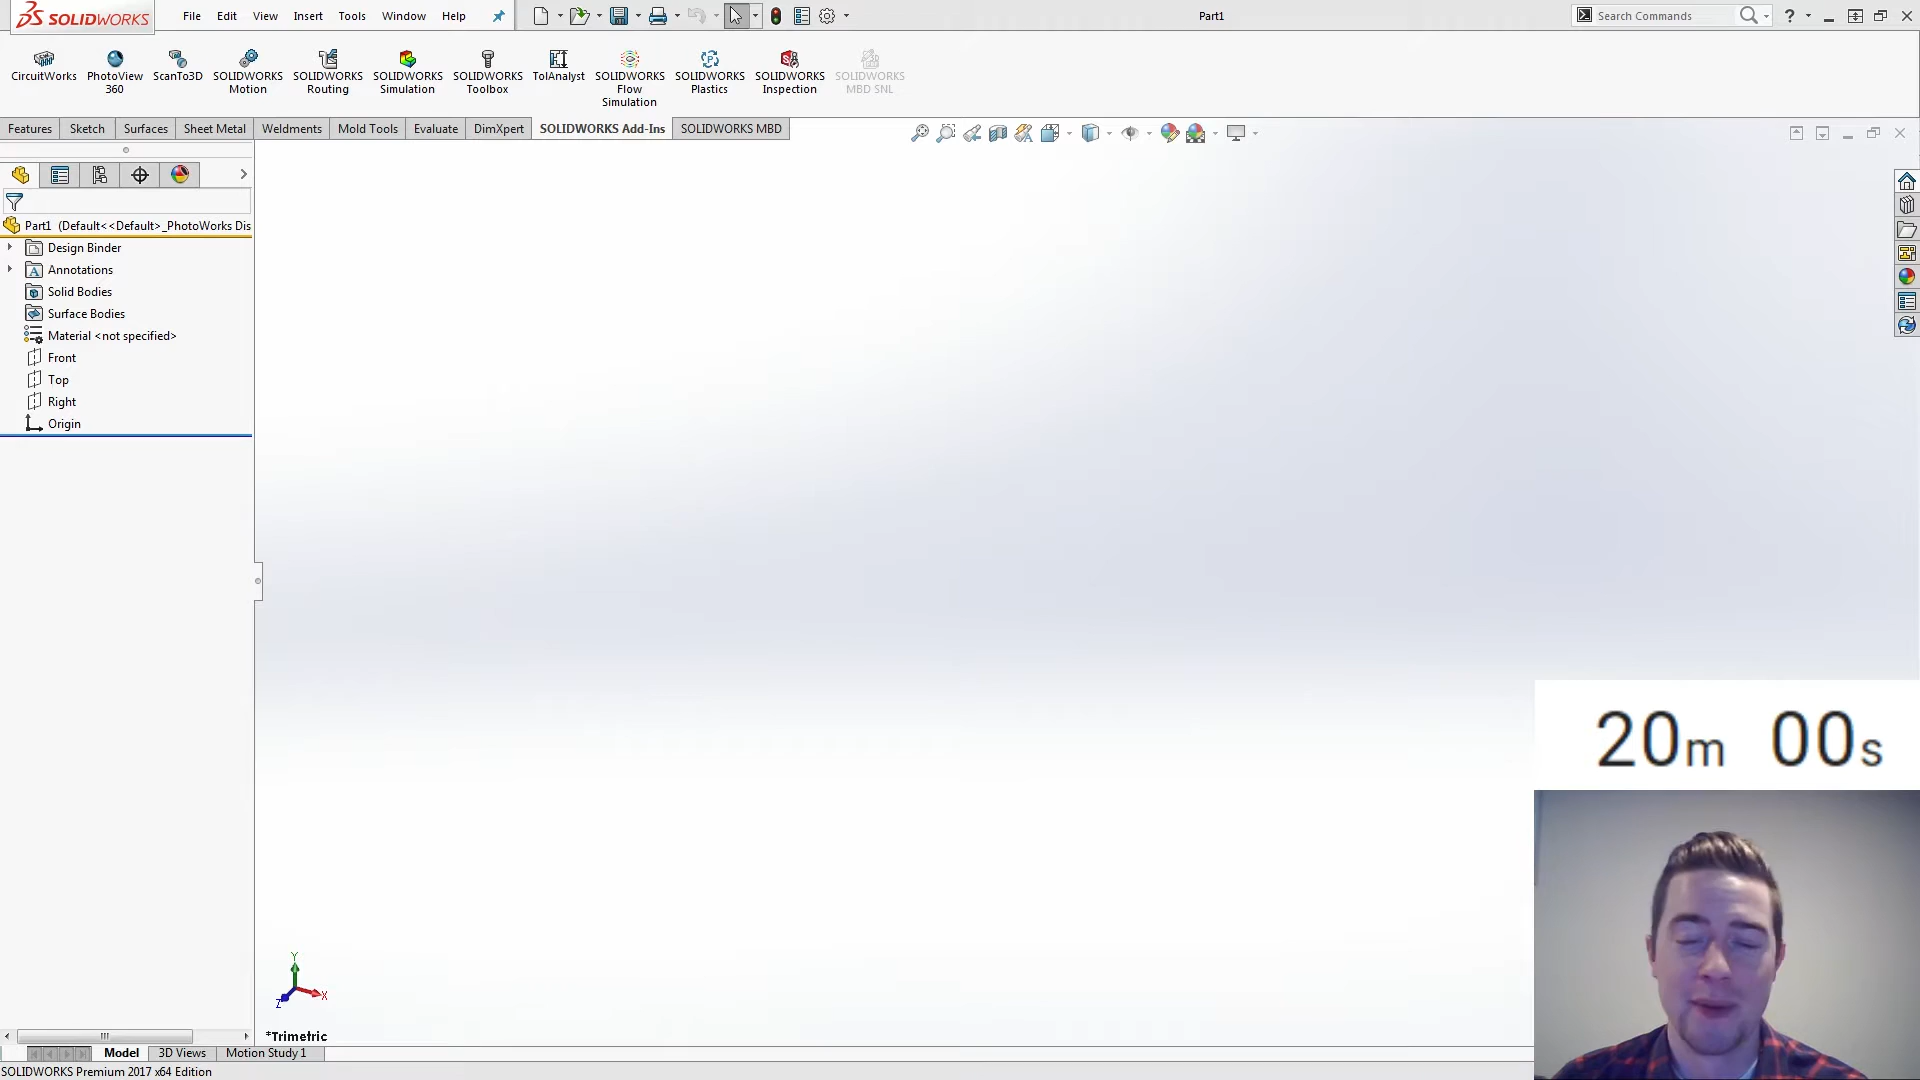 SOLIDWORKS File Edit View Insert Tools Window Help Part1 Search Commands
CircuitWorks
PhotoView
360
ScanTo3D
SOLIDWORKS
Motion
SOLIDWORKS
Routing
SOLIDWORKS
Simulation
SOLIDWORKS
Toolbox
TolAnalyst
SOLIDWORKS
Flow
Simulation
SOLIDWORKS
Plastics
SOLIDWORKS
Inspection
SOLIDWORKS
MBD SNL
Features Sketch Surfaces Sheet Metal Weldments Mold Tools Evaluate DimXpert SOLIDWORKS Add-Ins SOLIDWORKS MBD
Part1 (Default<<Default>_PhotoWorks Dis
Design Binder
Annotations
Solid Bodies
Surface Bodies
Material <not specified>
Front
Top
Right
Origin
20m 00s
Y
X
Z
*Trimetric
Model 3D Views Motion Study 1
SOLIDWORKS Premium 2017 x64 Edition